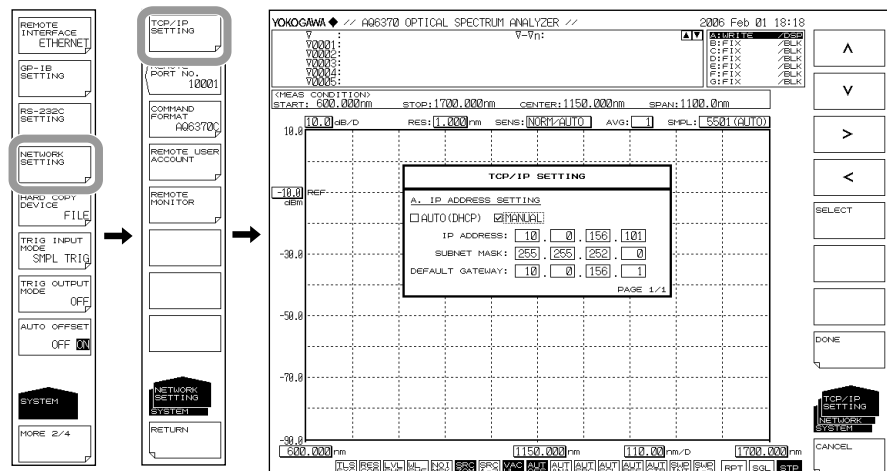 REMOTE
INTERFACE
ETHERNET
GP-IB
SETTING
RS-232C
SETTING
NETWORK
SETTING
HARD COPY
DEVICE
FILE
TRIG INPUT
MODE
SMPL TRIG
TRIG OUTPUT
MODE
OFF
AUTO OFFSET
OFF ON
SYSTEM
MORE 2/4
TCP/IP
SETTING
REMOTE
PORT NO.
10001
COMMAND
FORMAT
AQ6370C
REMOTE USER
ACCOUNT
REMOTE
MONITOR
NETWORK
SETTING
SYSTEM
RETURN
YOKOGAWA ◆ // AQ6370 OPTICAL SPECTRUM ANALYZER // 2006 Feb 01 18:18
∇ : ∇-∇n:
∇0001:
∇0002:
∇0003:
∇0004:
∇0005:
A:WRITE /DSP
B:FIX /BLK
C:FIX /BLK
D:FIX /BLK
E:FIX /BLK
F:FIX /BLK
G:FIX /BLK
<MEAS CONDITION>
START: 600.000nm STOP:1700.000nm CENTER:1150.000nm SPAN:1100.0nm
10.0 dB/D RES: 1.000 nm SENS: NORM/AUTO AVG: 1 SMPL: 5501(AUTO)
10.0
-10.0 REF
dBm
-30.0
-50.0
-70.0
-90.0
TCP/IP SETTING
A. IP ADDRESS SETTING
☐ AUTO(DHCP) ☑ MANUAL
IP ADDRESS: 10 . 0 . 156 . 101
SUBNET MASK: 255 . 255 . 252 . 0
DEFAULT GATEWAY: 10 . 0 . 156 . 1
PAGE 1/1
600.000 nm 1150.000 nm 110.00 nm/D 1700.000 nm
RPT SGL STP
∧
∨
>
<
SELECT
DONE
TCP/IP
SETTING
NETWORK
SYSTEM
CANCEL